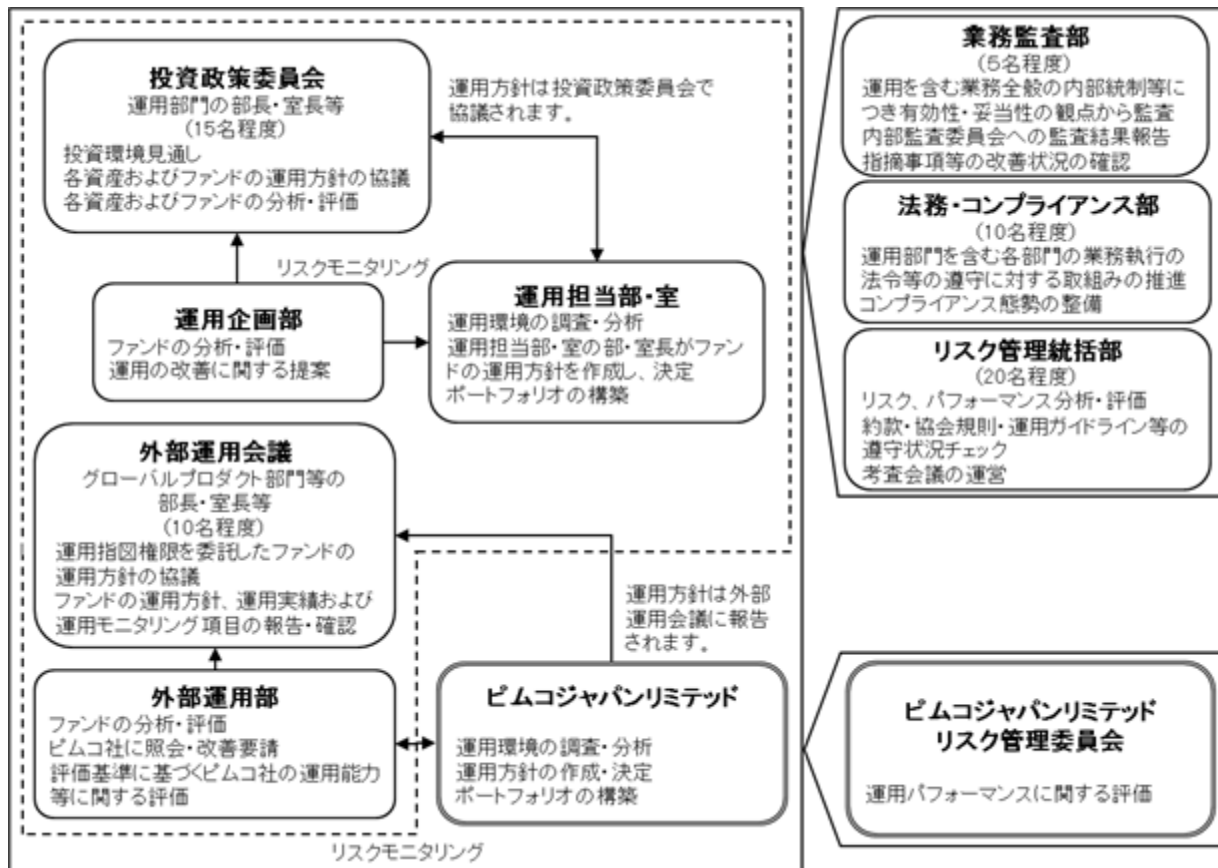 投資政策委員会
運用部門の部長・室長等
(15名程度)
投資環境見通し
各資産およびファンドの運用方針の協議
各資産およびファンドの分析・評価
運用方針は投資政策委員会で
協議されます。
リスクモニタリング
運用企画部
ファンドの分析・評価
運用の改善に関する提案
運用担当部・室
運用環境の調査・分析
運用担当部・室の部・室長がファン
ドの運用方針を作成し、決定
ポートフォリオの構築
外部運用会議
グローバルプロダクト部門等の
部長・室長等
(10名程度)
運用指図権限を委託したファンドの
運用方針の協議
ファンドの運用方針、運用実績および
運用モニタリング項目の報告・確認
運用方針は外部
運用会議に報告
されます。
外部運用部
ファンドの分析・評価
ピムコ社に照会・改善要請
評価基準に基づくピムコ社の運用能力
等に関する評価
ピムコジャパンリミテッド
運用環境の調査・分析
運用方針の作成・決定
ポートフォリオの構築
リスクモニタリング
業務監査部
(5名程度)
運用を含む業務全般の内部統制等に
つき有効性・妥当性の観点から監査
内部監査委員会への監査結果報告
指摘事項等の改善状況の確認
法務・コンプライアンス部
(10名程度)
運用部門を含む各部門の業務執行の
法令等の遵守に対する取組みの推進
コンプライアンス態勢の整備
リスク管理統括部
(20名程度)
リスク、パフォーマンス分析・評価
約款・協会規則・運用ガイドライン等の
遵守状況チェック
考査会議の運営
ピムコジャパンリミテッド
リスク管理委員会
運用パフォーマンスに関する評価